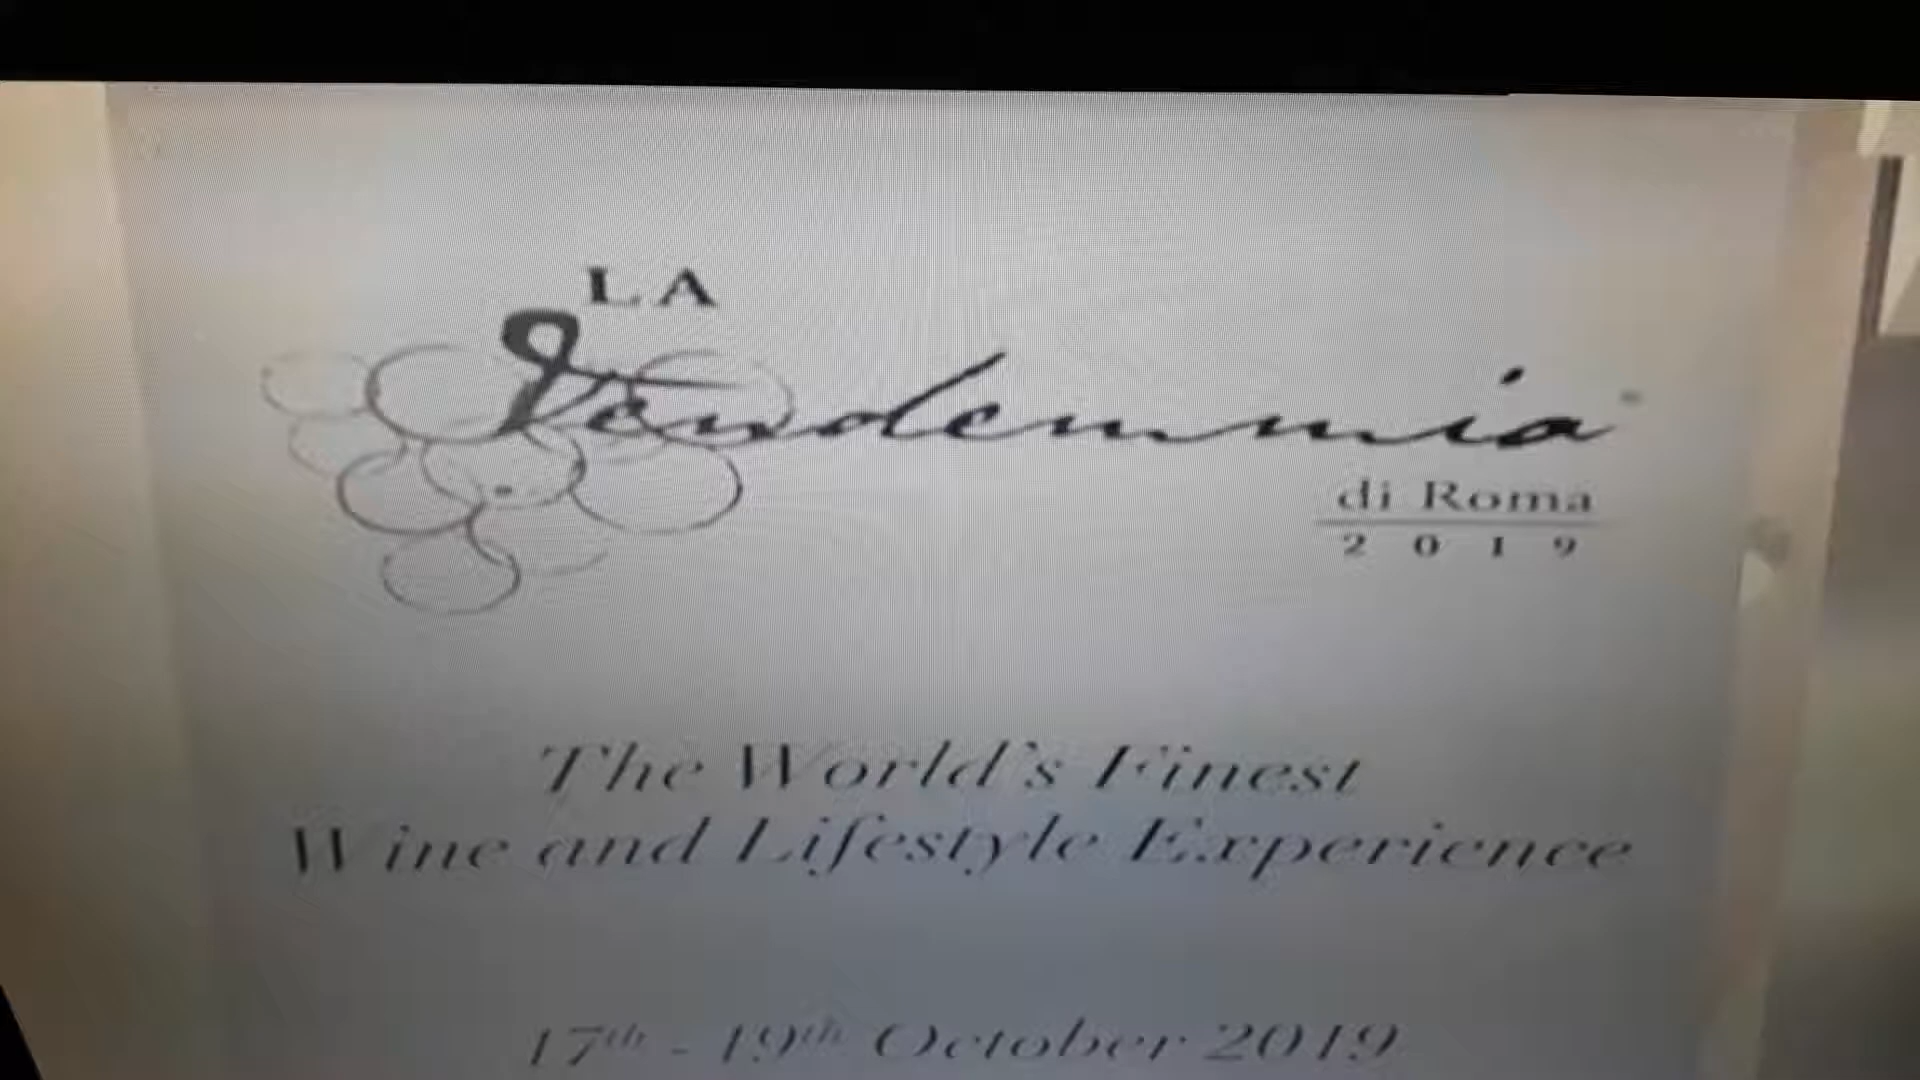 LA
Vendemmia
di Roma
2019
The World's Finest
Wine and Lifestyle Experience
17th - 19th October 2019